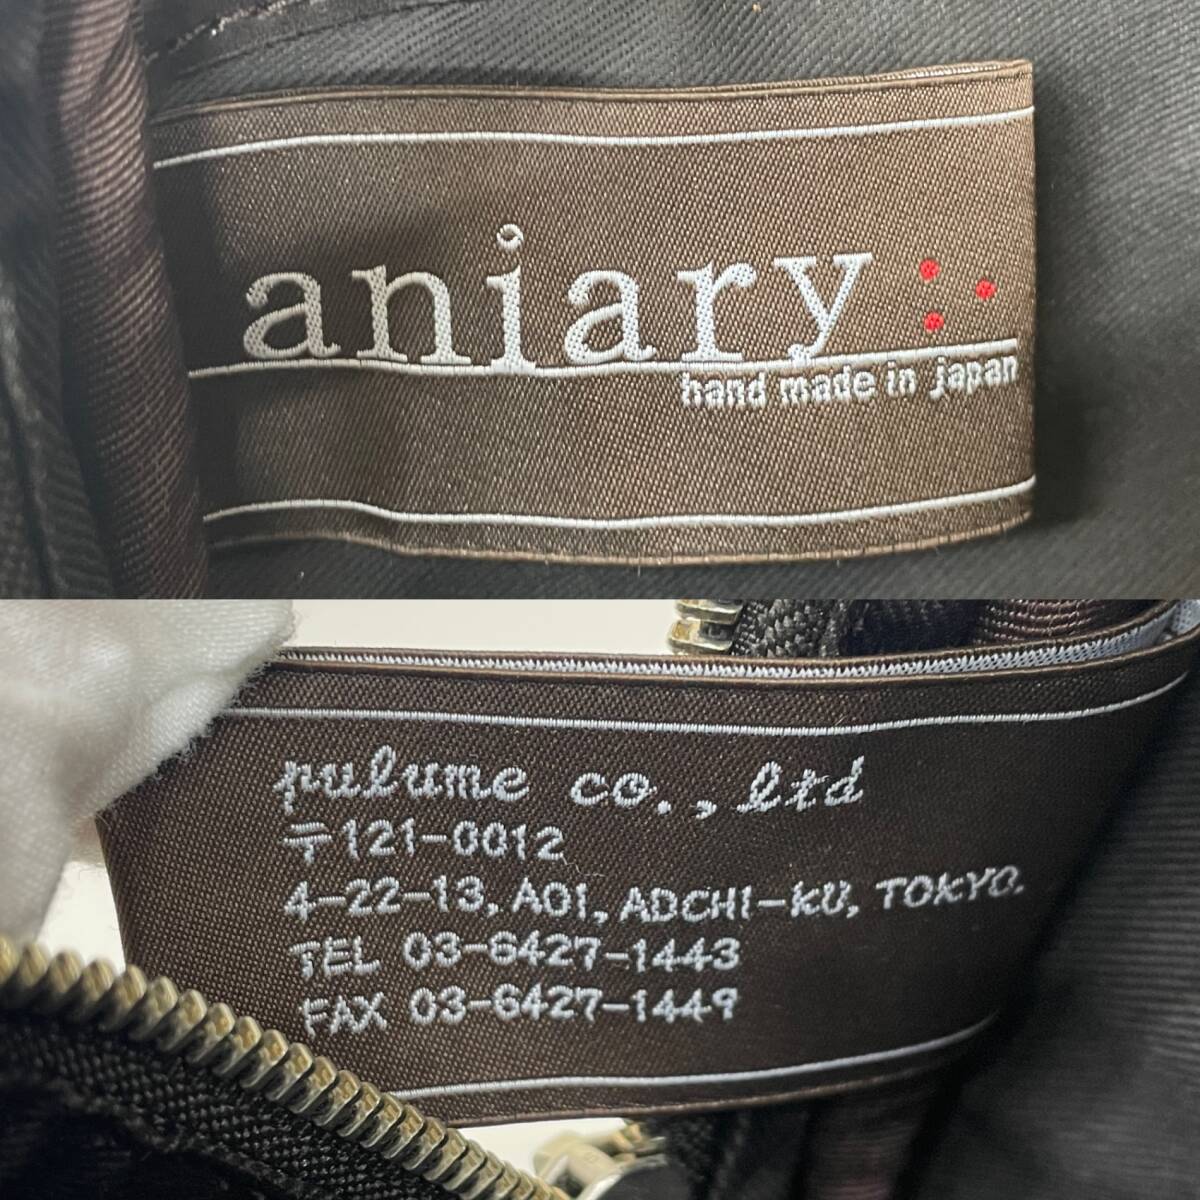 aniary
hand made in japan
pulume co., ltd
〒121-0012
4-22-13, AOI, ADCHI-KU, TOKYO.
TEL 03-6427-1443
FAX 03-6427-1449